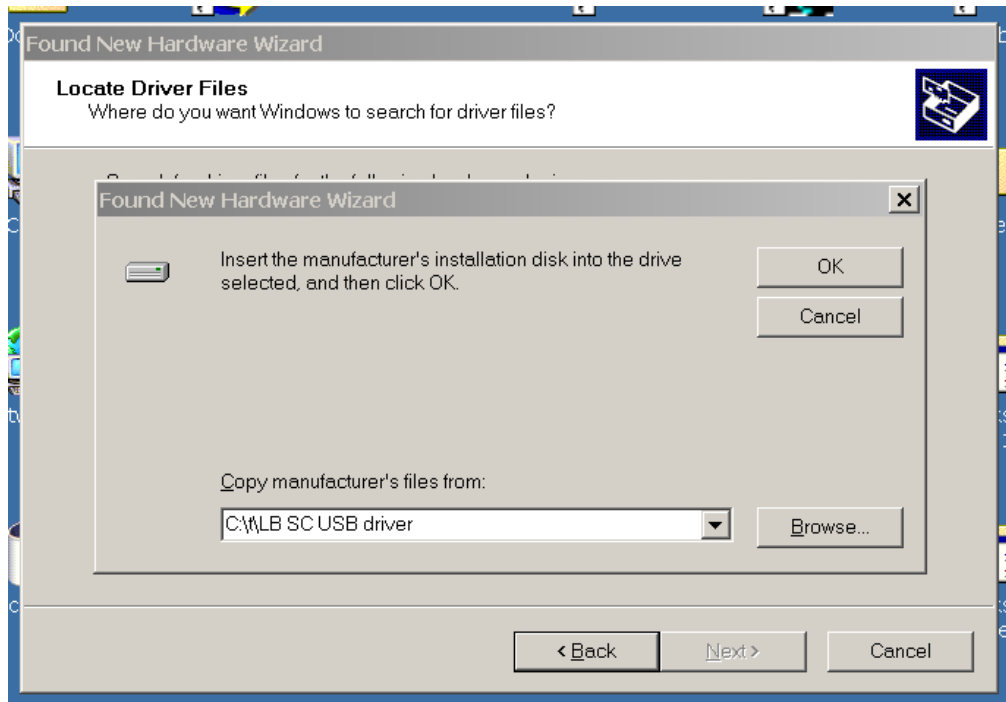 Found New Hardware Wizard
Locate Driver Files
Where do you want Windows to search for driver files?
Found New Hardware Wizard
Insert the manufacturer's installation disk into the drive
selected, and then click OK.
OK
Cancel
Copy manufacturer's files from:
C:\f\LB SC USB driver
Browse...
< Back
Next >
Cancel